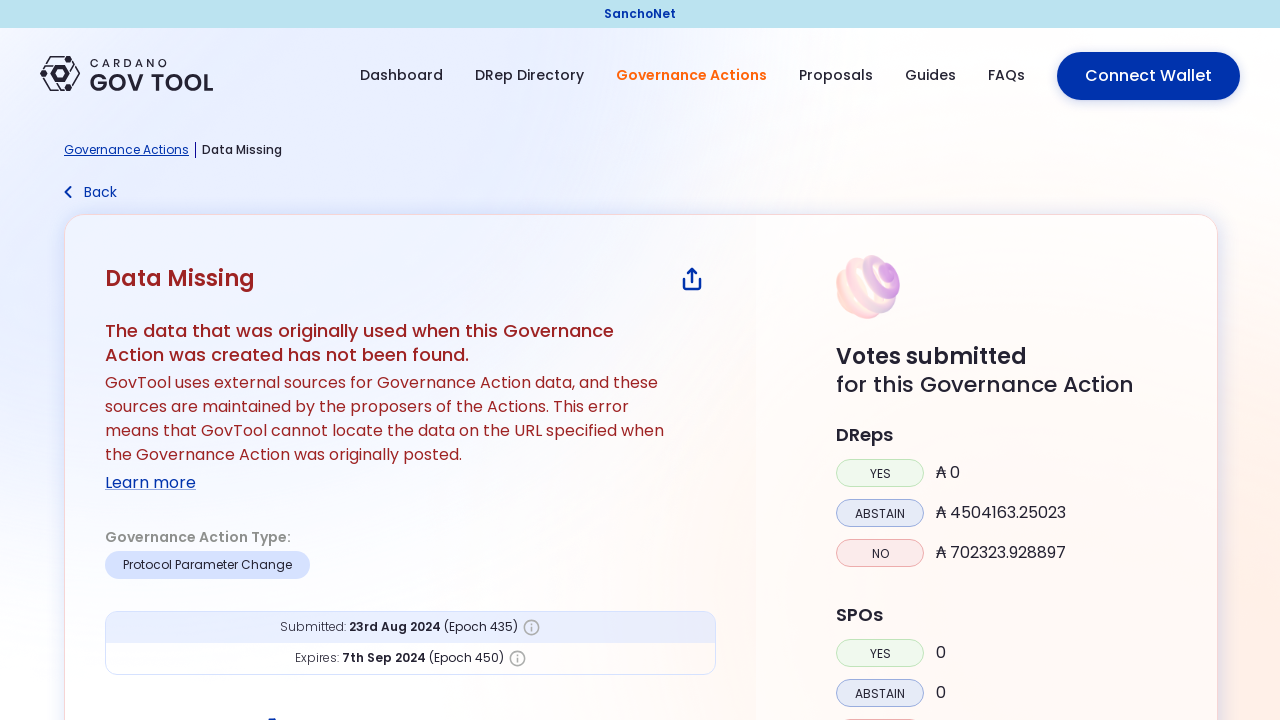 SanchoNet
CARDANO
GOV TOOL
Dashboard
DRep Directory
Governance Actions
Proposals
Guides
FAQs
Connect Wallet
Governance Actions
Data Missing
Back
Data Missing
The data that was originally used when this Governance
Action was created has not been found.
GovTool uses external sources for Governance Action data, and these
sources are maintained by the proposers of the Actions. This error
means that GovTool cannot locate the data on the URL specified when
the Governance Action was originally posted.
Learn more
Governance Action Type:
Protocol Parameter Change
Submitted: 23rd Aug 2024 (Epoch 435)
Expires: 7th Sep 2024 (Epoch 450)
Votes submitted
for this Governance Action
DReps
YES ₳ 0
ABSTAIN ₳ 4504163.25023
NO ₳ 702323.928897
SPOs
YES 0
ABSTAIN 0